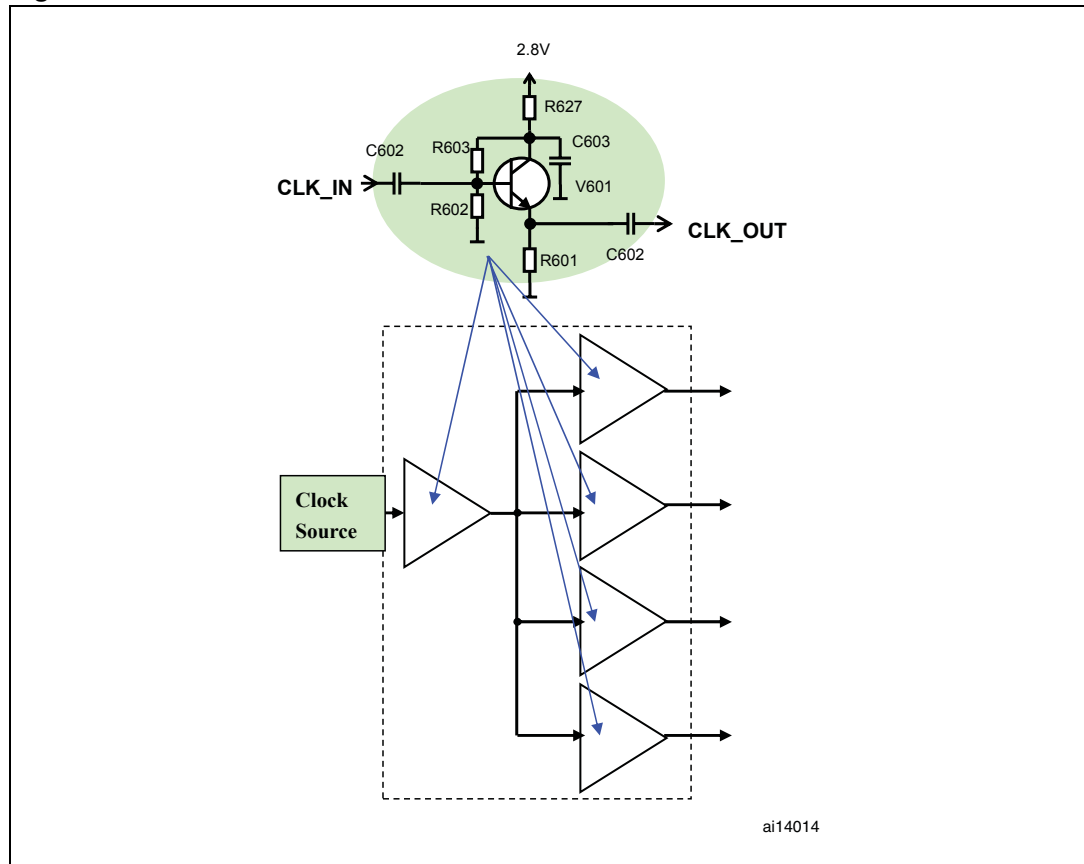 2.8V
R627
C602
R603
C603
CLK_IN
V601
R602
CLK_OUT
R601
C602
Clock
Source
ai14014